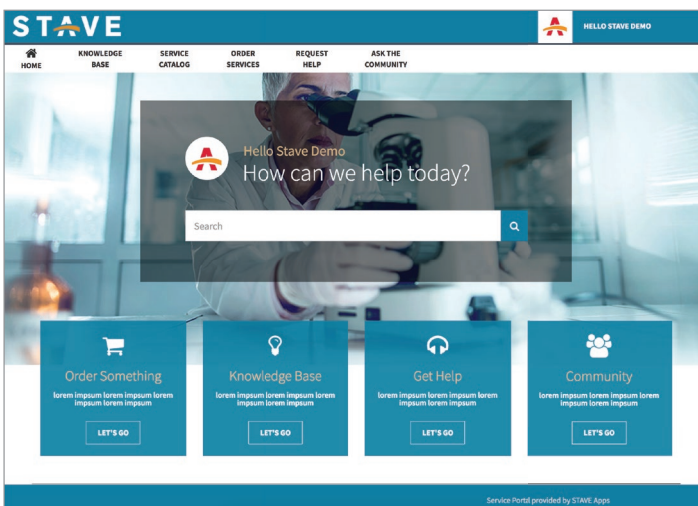 STAVE
HELLO STAVE DEMO
HOME
KNOWLEDGE
BASE
SERVICE
CATALOG
ORDER
SERVICES
REQUEST
HELP
ASK THE
COMMUNITY
Hello Stave Demo
How can we help today?
Search
Order Something
lorem impsum lorem impsum lorem
impsum lorem impsum
LET'S GO
Knowledge Base
lorem impsum lorem impsum lorem
impsum lorem impsum
LET'S GO
Get Help
lorem impsum lorem impsum lorem
impsum lorem impsum
LET'S GO
Community
lorem impsum lorem impsum lorem
impsum lorem impsum
LET'S GO
Service Portal provided by STAVE Apps